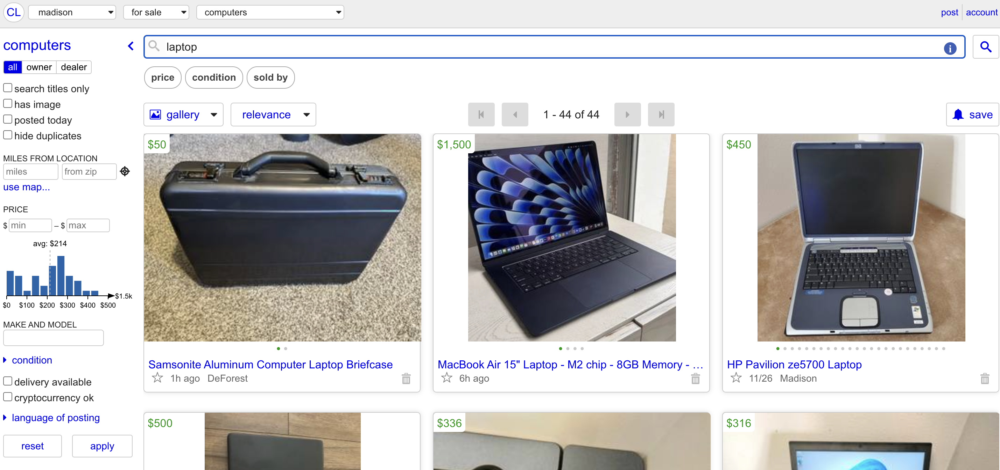 CL madison for sale computers post account
computers
all owner dealer
search titles only
has image
posted today
hide duplicates
MILES FROM LOCATION
miles from zip
use map...
PRICE
$ min – $ max
avg: $214
$1.5k
$0 $100 $200 $300 $400 $500
MAKE AND MODEL
condition
delivery available
cryptocurrency ok
language of posting
reset apply
laptop
price condition sold by
gallery relevance 1 - 44 of 44 save
$50
Samsonite Aluminum Computer Laptop Briefcase
1h ago DeForest
$1,500
MacBook Air 15" Laptop - M2 chip - 8GB Memory - …
6h ago
$450
HP Pavilion ze5700 Laptop
11/26 Madison
$500
$336
$316